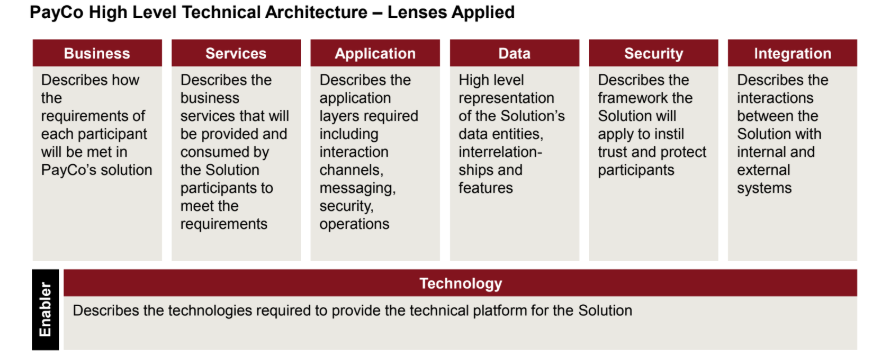 PayCo High Level Technical Architecture – Lenses Applied
Business
Describes how
the
requirements of
each participant
will be met in
PayCo's solution
Services
Describes the
business
services that will
be provided and
consumed by
the Solution
participants to
meet the
requirements
Application
Describes the
application
layers required
including
interaction
channels,
messaging,
security,
operations
Data
High level
representation
of the Solution's
data entities,
interrelation-
ships and
features
Security
Describes the
framework the
Solution will
apply to instil
trust and protect
participants
Integration
Describes the
interactions
between the
Solution with
internal and
external
systems
Enabler
Technology
Describes the technologies required to provide the technical platform for the Solution